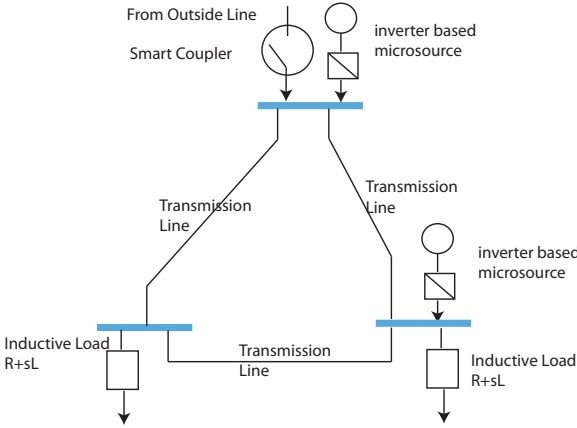 From Outside Line
Smart Coupler
inverter based
microsource
Transmission
Line
Transmission
Line
inverter based
microsource
Inductive Load
R+sL
Transmission
Line
Inductive Load
R+sL